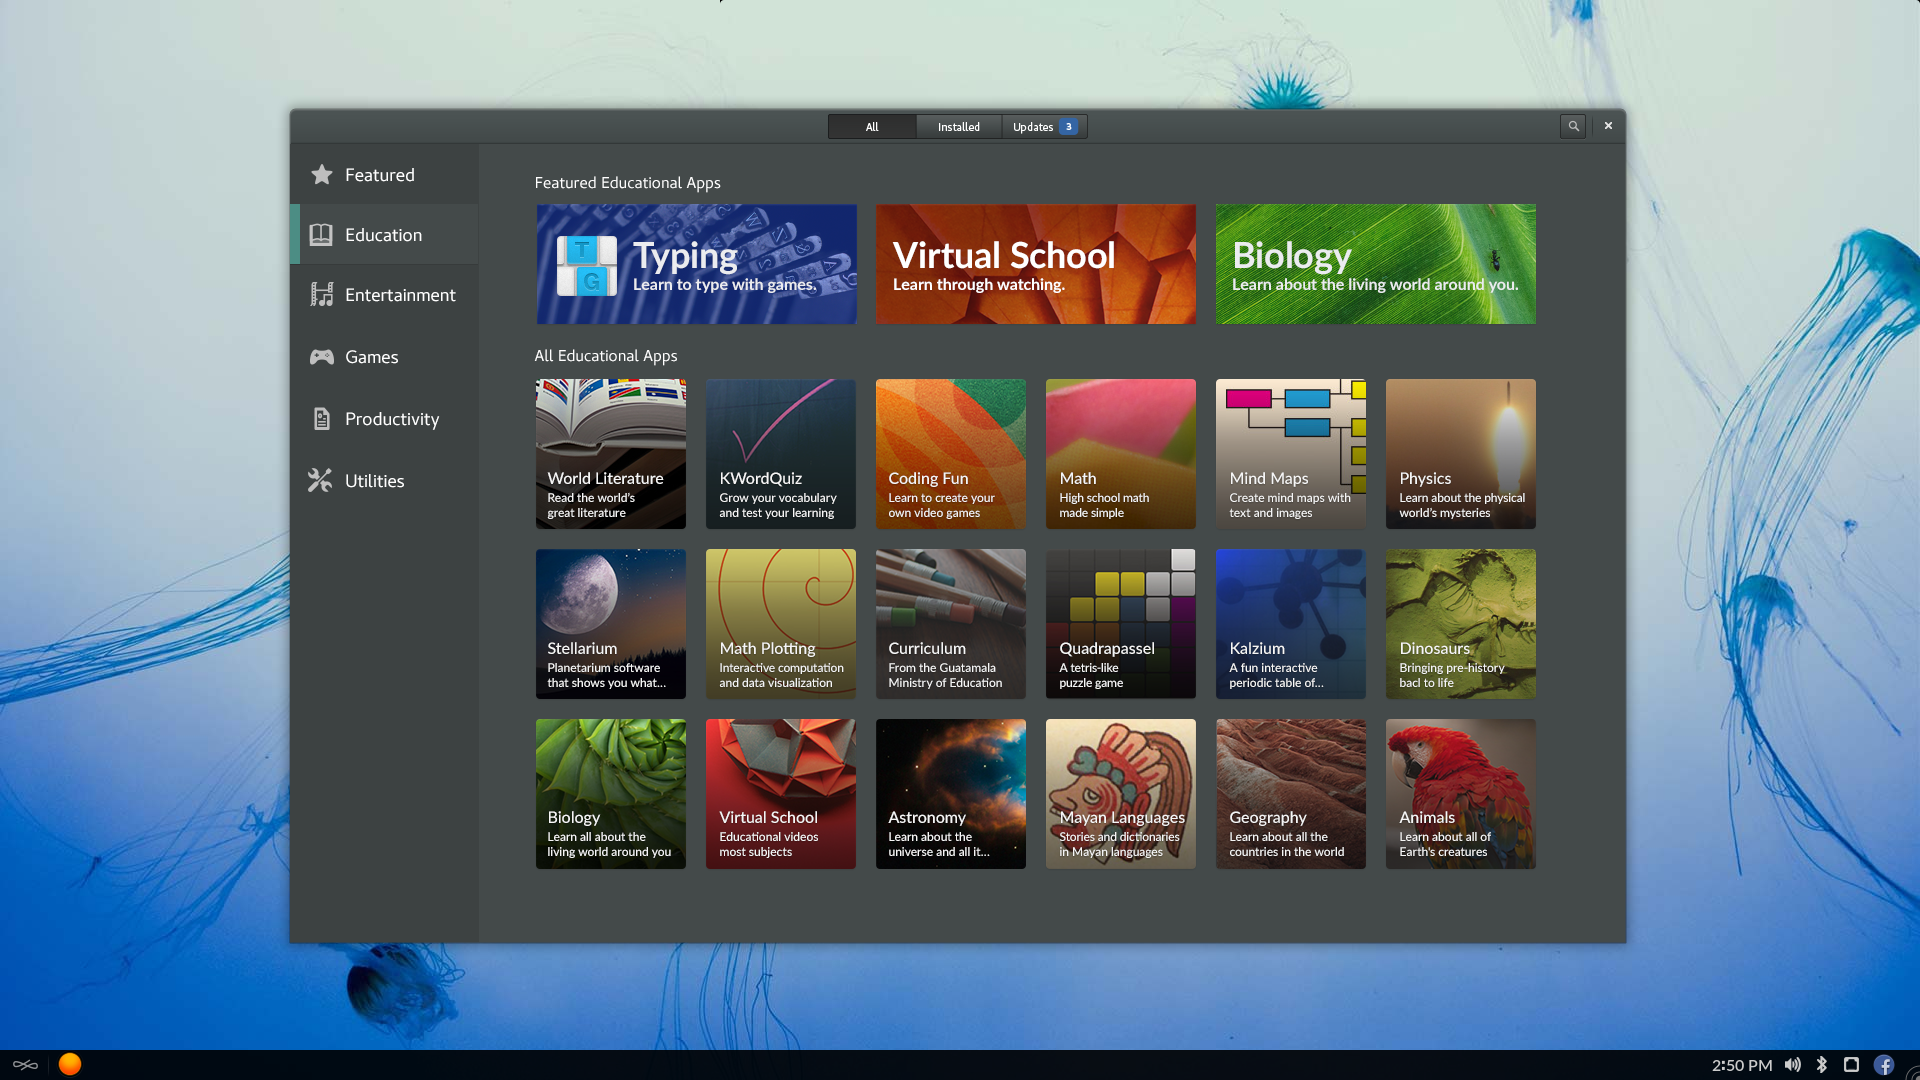 All
Installed
Updates 3
Featured
Education
Entertainment
Games
Productivity
Utilities
Featured Educational Apps
T
G
Typing
Learn to type with games.
Virtual School
Learn through watching.
Biology
Learn about the living world around you.
All Educational Apps
World Literature
Read the world's
great literature
KWordQuiz
Grow your vocabulary
and test your learning
Coding Fun
Learn to create your
own video games
Math
High school math
made simple
Mind Maps
Create mind maps with
text and images
Physics
Learn about the physical
world's mysteries
Stellarium
Planetarium software
that shows you what...
Math Plotting
Interactive computation
and data visualization
Curriculum
From the Guatamala
Ministry of Education
Quadrapassel
A tetris-like
puzzle game
Kalzium
A fun interactive
periodic table of...
Dinosaurs
Bringing pre-history
bacl to life
Biology
Learn all about the
living world around you
Virtual School
Educational videos
most subjects
Astronomy
Learn about the
universe and all it...
Mayan Languages
Stories and dictionaries
in Mayan languages
Geography
Learn about all the
countries in the world
Animals
Learn about all of
Earth's creatures
2:50 PM